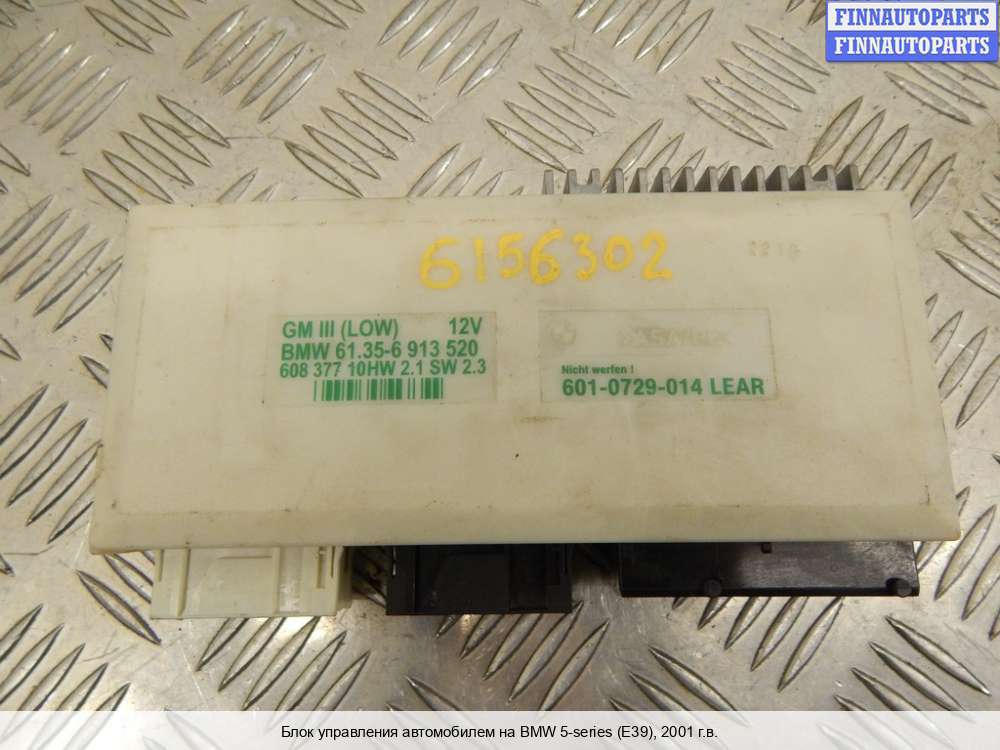 FINNAUTOPARTS
FINNAUTOPARTS
6156302
GM III (LOW) 12V
BMW 61.35-6 913 520
608 377 10HW 2.1 SW 2.3
Nicht werfen !
601-0729-014 LEAR
Блок управления автомобилем на BMW 5-series (E39), 2001 г.в.